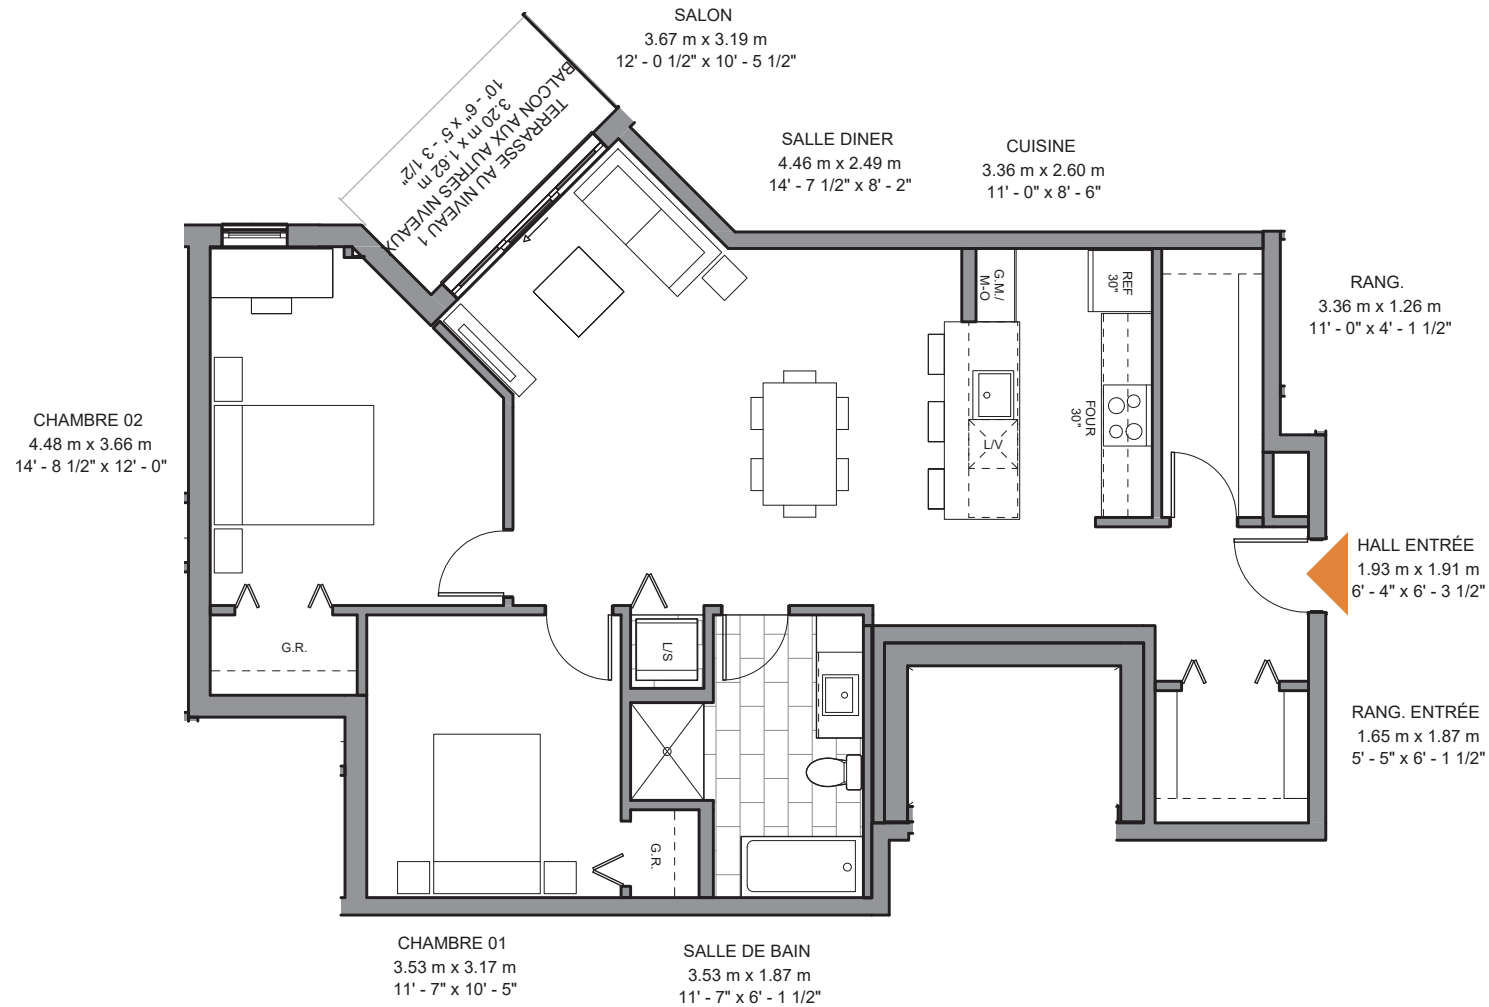 SALON
3.67 m x 3.19 m
12' - 0 1/2" x 10' - 5 1/2"
TERRASSE AU NIVEAU 1
BALCON AUX AUTRES NIVEAUX
3.20 m x 1.62 m
10' - 6" x 5' - 3 1/2"
SALLE DINER
4.46 m x 2.49 m
14' - 7 1/2" x 8' - 2"
CUISINE
3.36 m x 2.60 m
11' - 0" x 8' - 6"
G.M./
M-O
REF
30"
RANG.
3.36 m x 1.26 m
11' - 0" x 4' - 1 1/2"
CHAMBRE 02
4.48 m x 3.66 m
14' - 8 1/2" x 12' - 0"
FOUR
30"
L/V
HALL ENTRÉE
1.93 m x 1.91 m
6' - 4" x 6' - 3 1/2"
G.R.
L/S
RANG. ENTRÉE
1.65 m x 1.87 m
5' - 5" x 6' - 1 1/2"
G.R.
CHAMBRE 01
3.53 m x 3.17 m
11' - 7" x 10' - 5"
SALLE DE BAIN
3.53 m x 1.87 m
11' - 7" x 6' - 1 1/2"